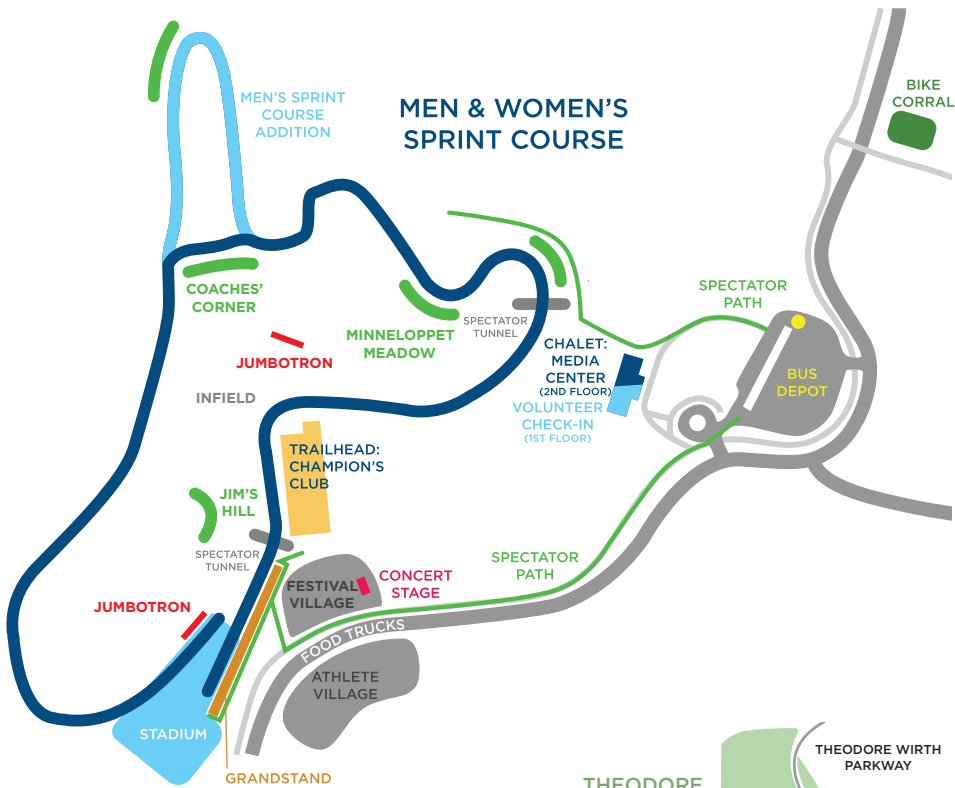 MEN & WOMEN'S
SPRINT COURSE
MEN'S SPRINT
COURSE
ADDITION
BIKE
CORRAL
COACHES'
CORNER
SPECTATOR
PATH
MINNELOPPET
MEADOW
SPECTATOR
TUNNEL
JUMBOTRON
CHALET:
MEDIA
CENTER
(2ND FLOOR)
VOLUNTEER
CHECK-IN
(1ST FLOOR)
BUS
DEPOT
INFIELD
TRAILHEAD:
CHAMPION'S
CLUB
JIM'S
HILL
SPECTATOR
TUNNEL
SPECTATOR
PATH
FESTIVAL
VILLAGE
CONCERT
STAGE
JUMBOTRON
FOOD TRUCKS
ATHLETE
VILLAGE
STADIUM
GRANDSTAND
THEODORE WIRTH
PARKWAY
THEODORE